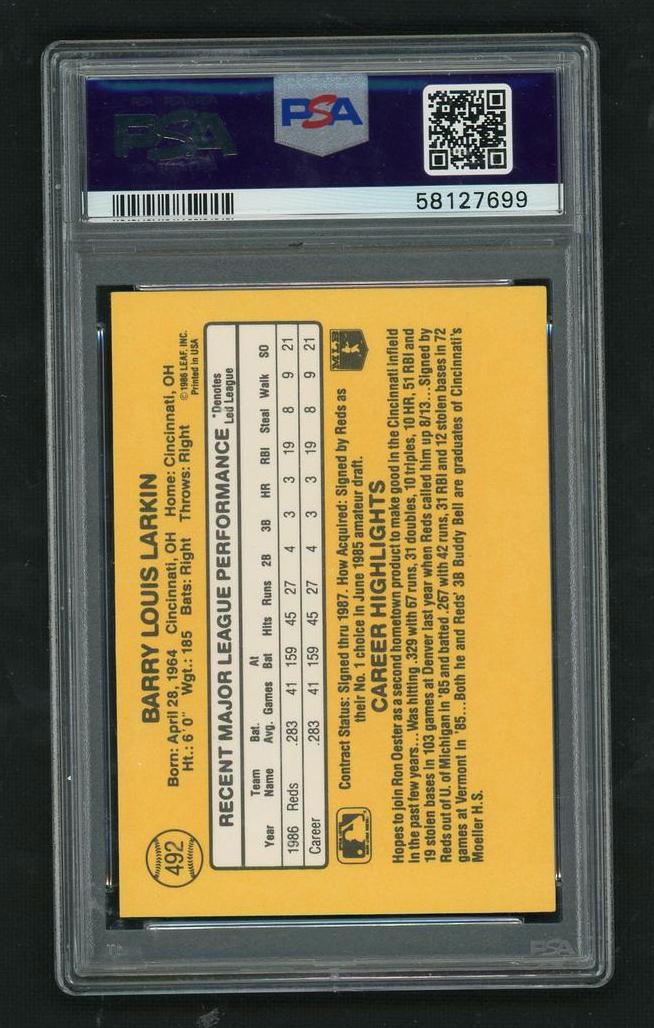 PSA
PSA
58127699
492
BARRY LOUIS LARKIN
Born: April 28, 1964 Cincinnati, OH Home: Cincinnati, OH
Ht.: 6' 0" Wgt.: 185 Bats: Right Throws: Right
© 1986 LEAF, INC.
Printed in USA
RECENT MAJOR LEAGUE PERFORMANCE
*Denotes
Led League
Year Team Name Bat. Avg. Games At Bat Hits Runs 2B 3B HR RBI Steal Walk SO
1986 Reds .283 41 159 45 27 4 3 3 19 8 9 21
Career .283 41 159 45 27 4 3 3 19 8 9 21
Contract Status: Signed thru 1987. How Acquired: Signed by Reds as
their No. 1 choice in June 1985 amateur draft.
MLB
CAREER HIGHLIGHTS
Hopes to join Ron Oester as a second hometown product to make good in the Cincinnati infield
in the past few years... Was hitting .329 with 67 runs, 31 doubles, 10 triples, 10 HR, 51 RBI and
19 stolen bases in 103 games at Denver last year when Reds called him up 8/13... Signed by
Reds out of U. of Michigan in '85 and batted .267 with 42 runs, 31 RBI and 12 stolen bases in 72
games at Vermont in '85... Both he and Reds' 3B Buddy Bell are graduates of Cincinnati's
Moeller H.S.
PSA